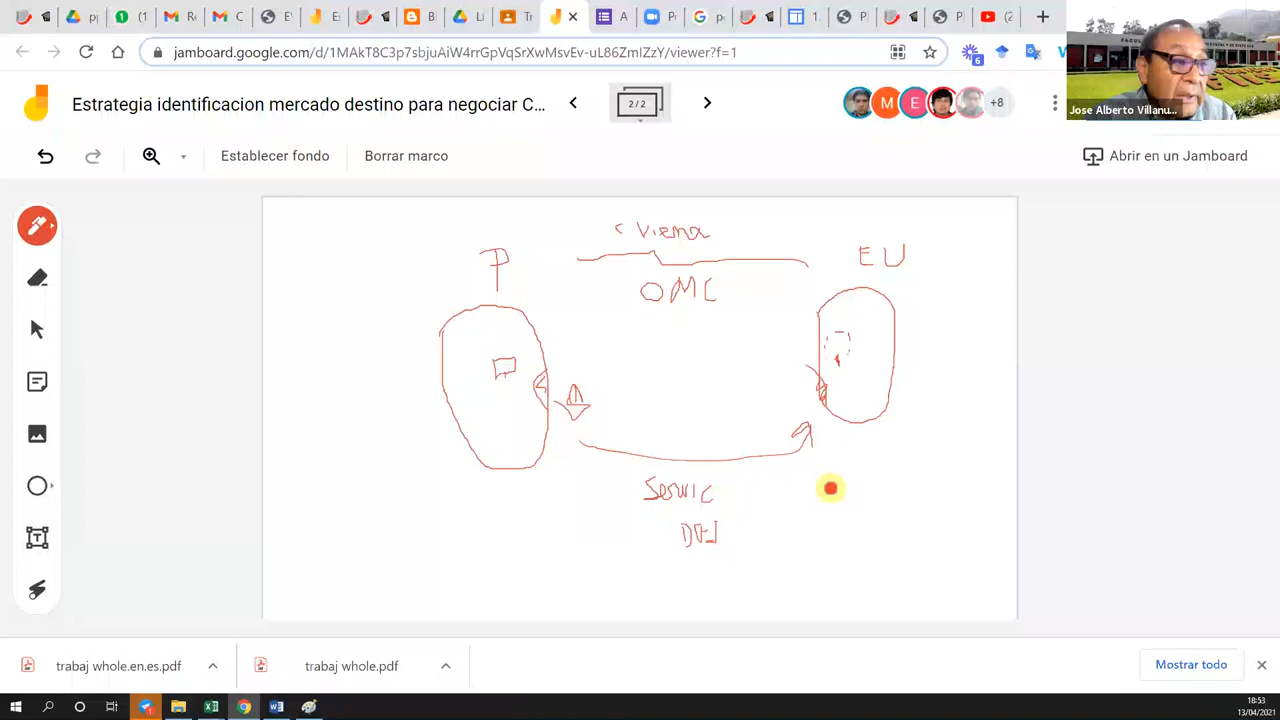 jamboard.google.com/d/1MAkT8C3p7sbjuAiW4rrGpVqSrXwMsvEv-uL86ZmIZzY/viewer?f=1
Jose Alberto Villanu...
Estrategia identificacion mercado destino para negociar C...
2/2
M
E
+8
Establecer fondo
Borrar marco
Abrir en un Jamboard
c Viena
P
EU
OMC
Servic
trabaj whole.en.es.pdf
trabaj whole.pdf
Mostrar todo
18:53
13/04/2021